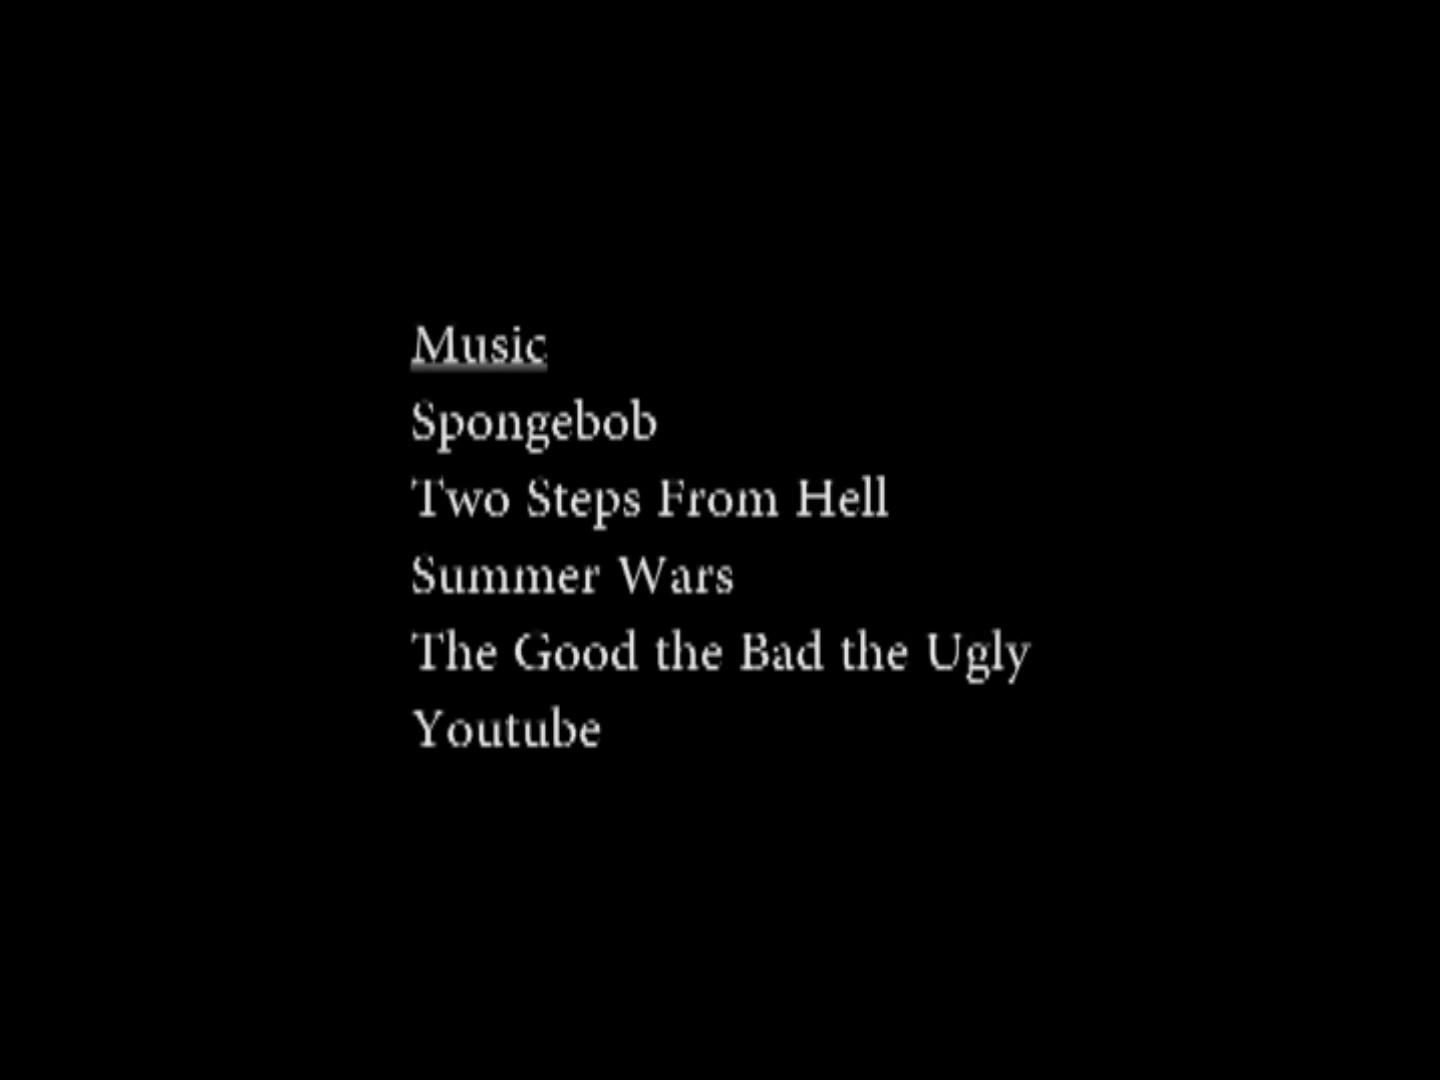 Music
Spongebob
Two Steps From Hell
Summer Wars
The Good the Bad the Ugly
Youtube